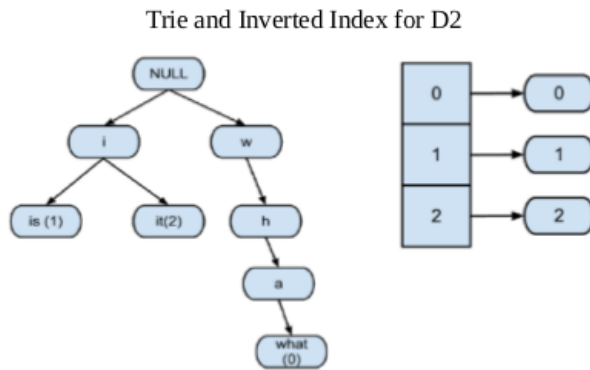 Trie and Inverted Index for D2
NULL
i
w
is (1)
it(2)
h
a
what
(0)
0
0
1
1
2
2